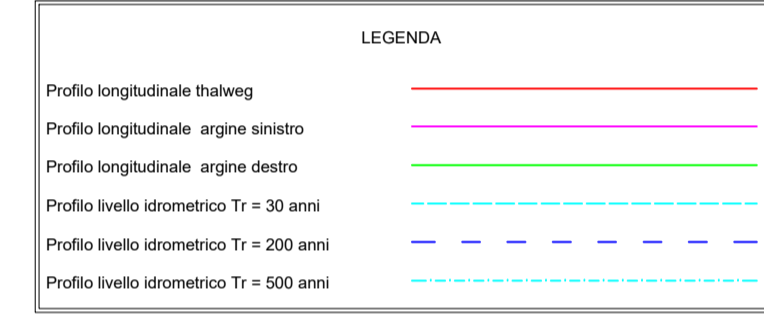 LEGENDA
Profilo longitudinale thalweg
Profilo longitudinale argine sinistro
Profilo longitudinale argine destro
Profilo livello idrometrico Tr = 30 anni
Profilo livello idrometrico Tr = 200 anni
Profilo livello idrometrico Tr = 500 anni